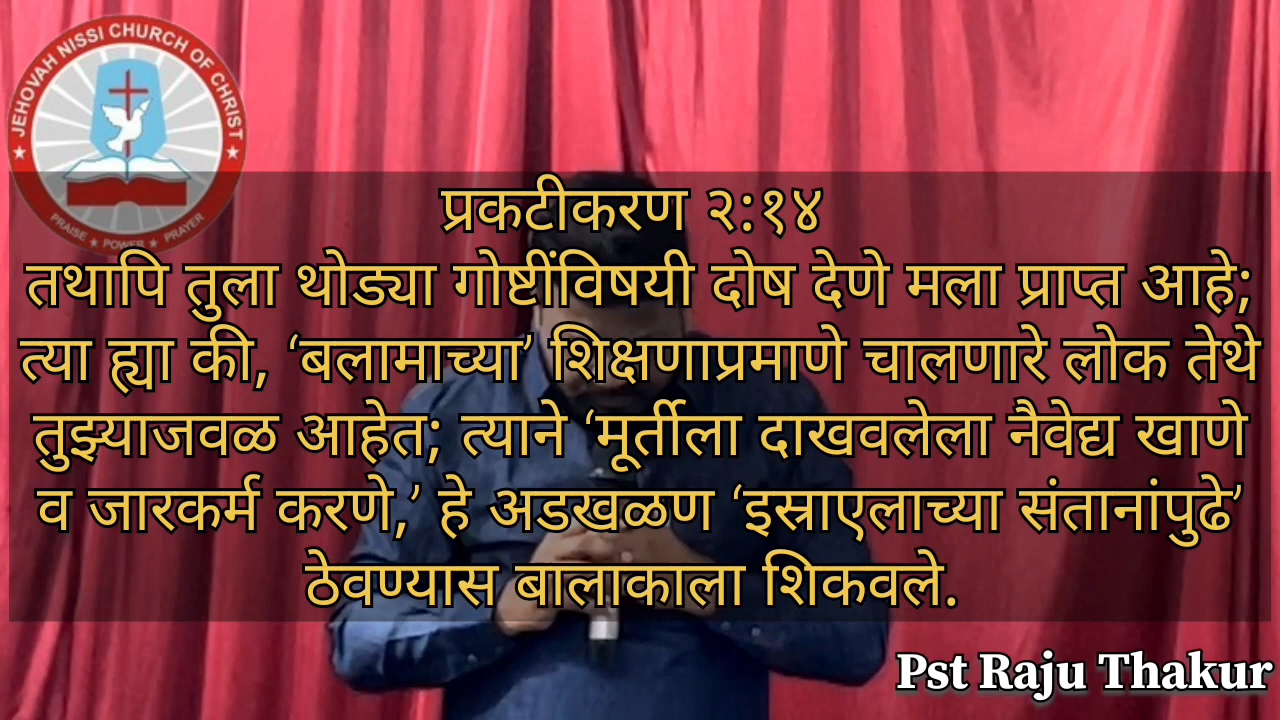 JEHOVAH NISSI CHURCH OF CHRIST
PRAISE ★ POWER ★ PRAYER
प्रकटीकरण २:१४
तथापि तुला थोड्या गोष्टींविषयी दोष देणे मला प्राप्त आहे;
त्या ह्या की, ‘बलामाच्या’ शिक्षणाप्रमाणे चालणारे लोक तेथे
तुझ्याजवळ आहेत; त्याने ‘मूर्तीला दाखवलेला नैवेद्य खाणे
व जारकर्म करणे,’ हे अडखळण ‘इस्राएलाच्या संतानांपुढे’
ठेवण्यास बालाकाला शिकवले.
Pst Raju Thakur